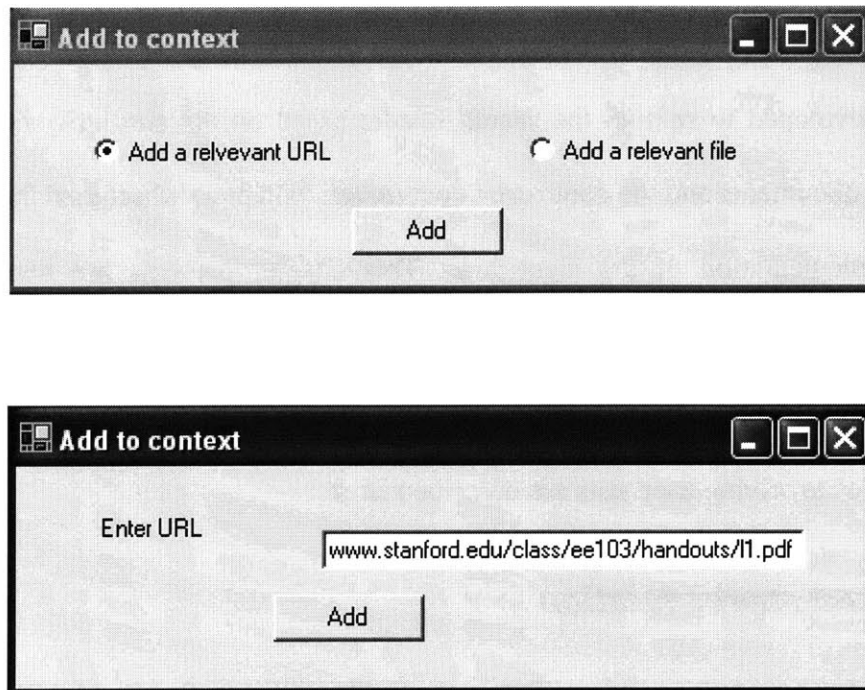 Add to context
Add a relvevant URL Add a relevant file
Add
Add to context
Enter URL
www.stanford.edu/class/ee103/handouts/l1.pdf
Add